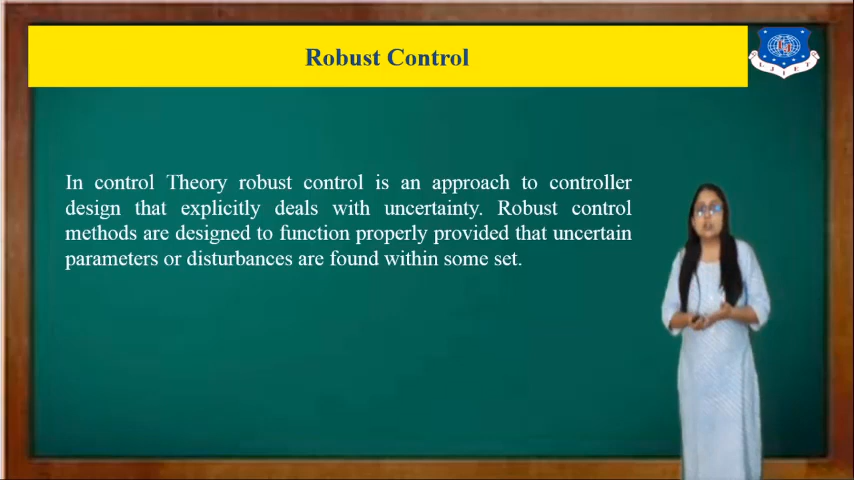 Robust Control
LJIET
In control Theory robust control is an approach to controller
design that explicitly deals with uncertainty. Robust control
methods are designed to function properly provided that uncertain
parameters or disturbances are found within some set.